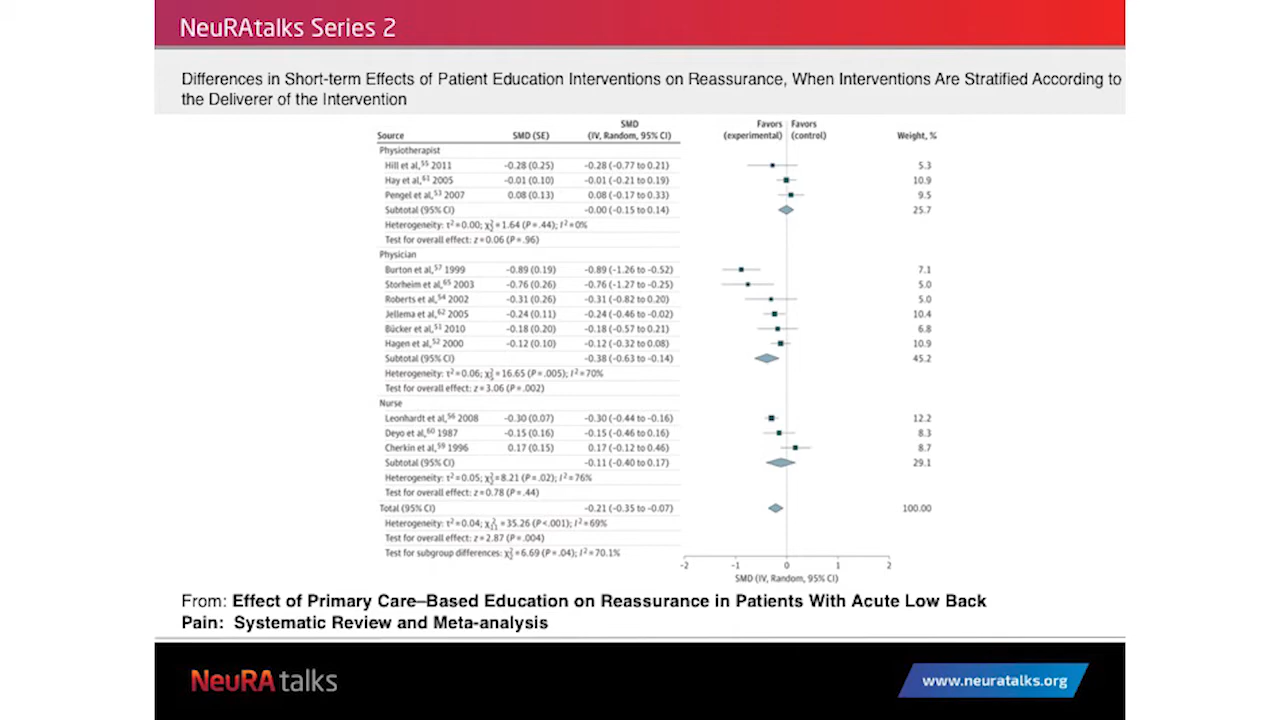 NeuRAtalks Series 2
Differences in Short-term Effects of Patient Education Interventions on Reassurance, When Interventions Are Stratified According to
the Deliverer of the Intervention
SMD Favors Favors
Source SMD (SE) (IV, Random, 95% CI) (experimental) (control) Weight, %
Physiotherapist
Hill et al,55 2011 -0.28 (0.25) -0.28 (-0.77 to 0.21) 5.3
Hay et al,61 2005 -0.01 (0.10) -0.01 (-0.21 to 0.19) 10.9
Pengel et al,53 2007 0.08 (0.13) 0.08 (-0.17 to 0.33) 9.5
Subtotal (95% CI) -0.00 (-0.15 to 0.14) 25.7
Heterogeneity: τ²=0.00; χ²₂=1.64 (P=.44); I²=0%
Test for overall effect: z=0.06 (P=.96)
Physician
Burton et al,57 1999 -0.89 (0.19) -0.89 (-1.26 to -0.52) 7.1
Storheim et al,65 2003 -0.76 (0.26) -0.76 (-1.27 to -0.25) 5.0
Roberts et al,54 2002 -0.31 (0.26) -0.31 (-0.82 to 0.20) 5.0
Jellema et al,62 2005 -0.24 (0.11) -0.24 (-0.46 to -0.02) 10.4
Bücker et al,51 2010 -0.18 (0.20) -0.18 (-0.57 to 0.21) 6.8
Hagen et al,52 2000 -0.12 (0.10) -0.12 (-0.32 to 0.08) 10.9
Subtotal (95% CI) -0.38 (-0.63 to -0.14) 45.2
Heterogeneity: τ²=0.06; χ²₅=16.65 (P=.005); I²=70%
Test for overall effect: z=3.06 (P=.002)
Nurse
Leonhardt et al,56 2008 -0.30 (0.07) -0.30 (-0.44 to -0.16) 12.2
Deyo et al,60 1987 -0.15 (0.16) -0.15 (-0.46 to 0.16) 8.3
Cherkin et al,59 1996 0.17 (0.15) 0.17 (-0.12 to 0.46) 8.7
Subtotal (95% CI) -0.11 (-0.40 to 0.17) 29.1
Heterogeneity: τ²=0.05; χ²₂=8.21 (P=.02); I²=76%
Test for overall effect: z=0.78 (P=.44)
Total (95% CI) -0.21 (-0.35 to -0.07) 100.00
Heterogeneity: τ²=0.04; χ²₁₁=35.26 (P<.001); I²=69%
Test for overall effect: z=2.87 (P=.004)
Test for subgroup differences: χ²₂=6.69 (P=.04); I²=70.1%
-2 -1 0 1 2
SMD (IV, Random, 95% CI)
From: Effect of Primary Care–Based Education on Reassurance in Patients With Acute Low Back
Pain: Systematic Review and Meta-analysis
NeuRA talks
www.neuratalks.org